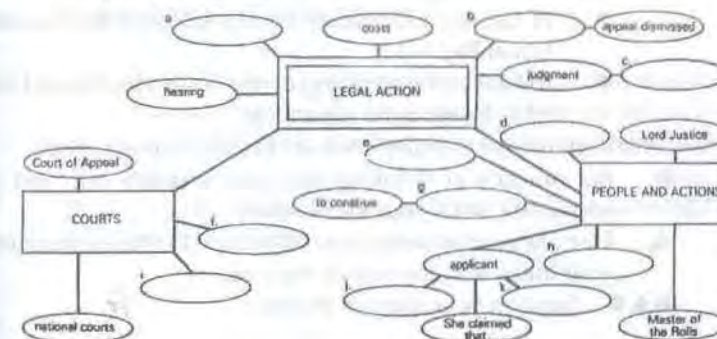 a.
costs
b.
appeal dismissed
hearing
LEGAL ACTION
judgment
c.
d.
Lord Justice
e.
Court of Appeal
COURTS
to construe
g.
PEOPLE AND ACTIONS
f.
applicant
h.
i.
j.
k.
national courts
She claimed
that
Master of
the Rolls